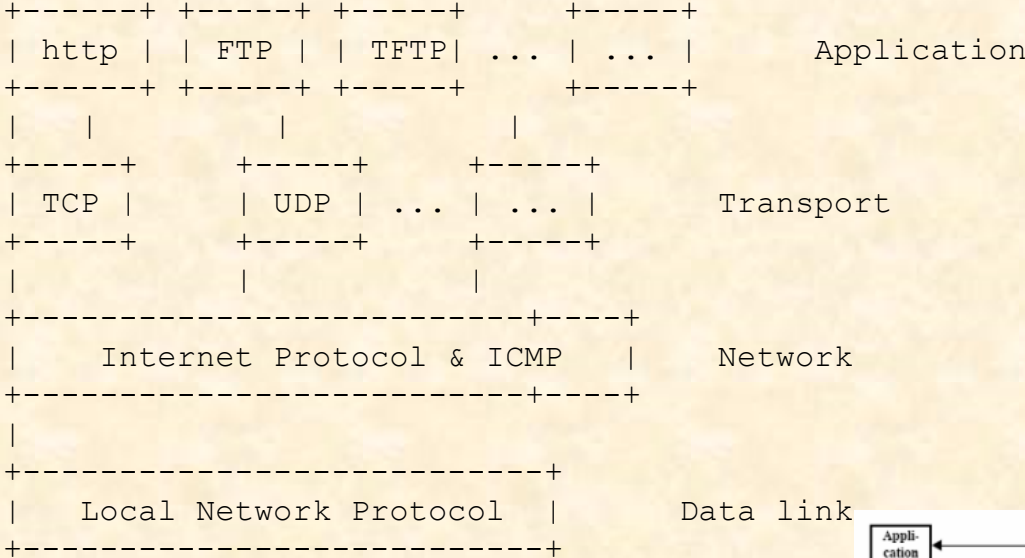 +------+ +-----+ +-----+     +-----+
| http | | FTP | | TFTP| ... | ... |      Application
+------+ +-----+ +-----+     +-----+
|   |         |           |
+-----+     +-----+     +-----+
| TCP |     | UDP | ... | ... |      Transport
+-----+     +-----+     +-----+
|           |           |
+--------------------------+----+
|    Internet Protocol & ICMP   |    Network
+--------------------------+----+
|
+---------------------------+
|   Local Network Protocol  |      Data link
+---------------------------+
Appli-
cation